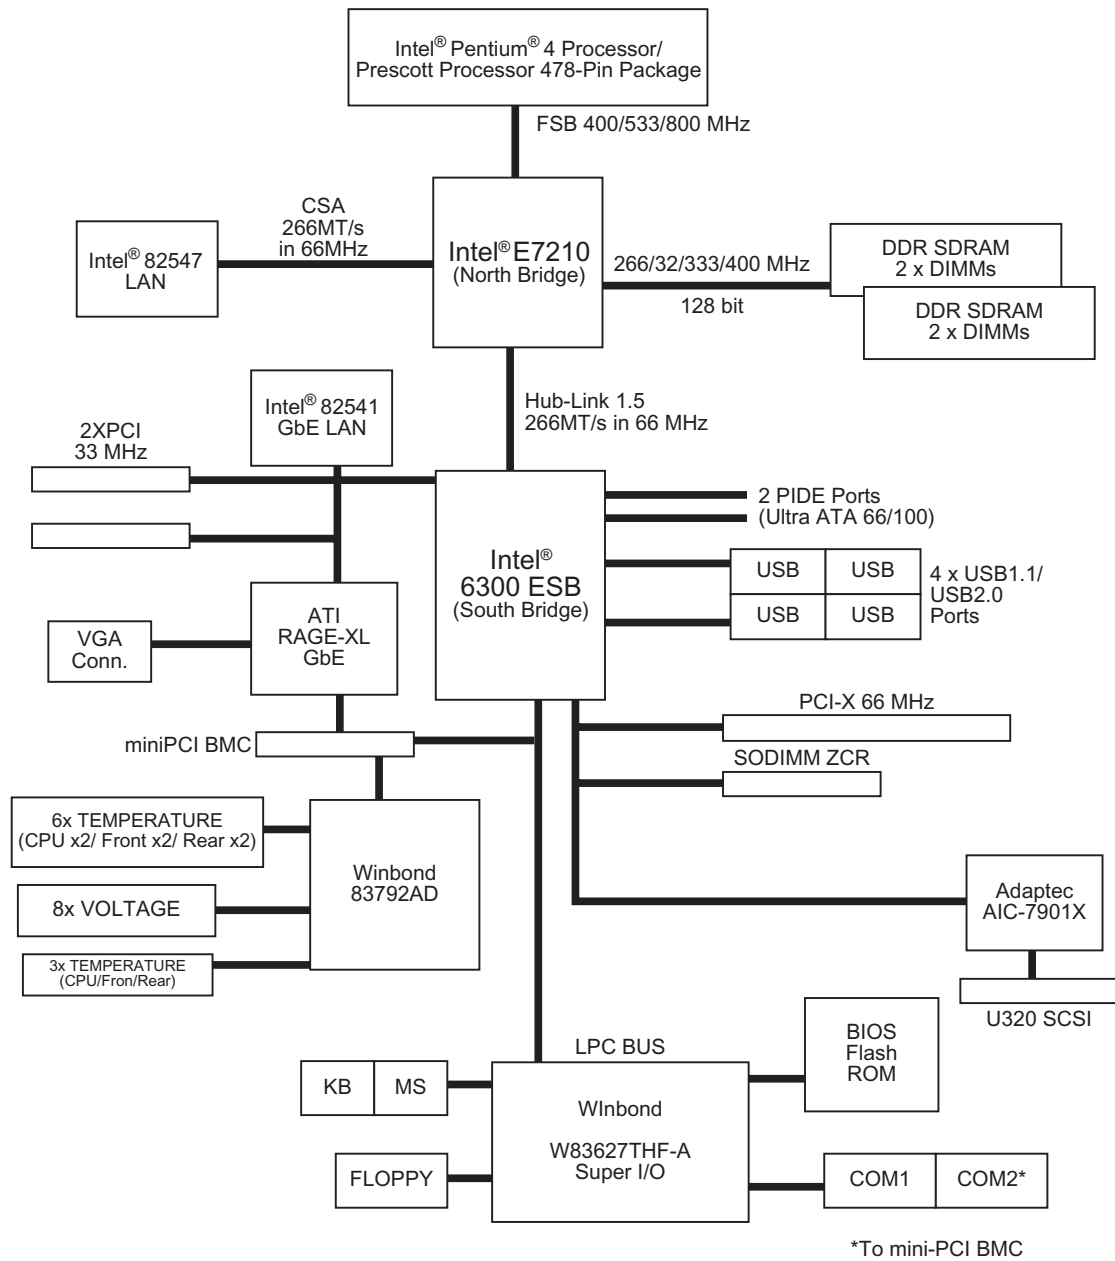 Intel® Pentium® 4 Processor/
Prescott Processor 478-Pin Package
FSB 400/533/800 MHz
CSA
266MT/s
in 66MHz
Intel® 82547
LAN
Intel® E7210
(North Bridge)
266/32/333/400 MHz
128 bit
DDR SDRAM
2 x DIMMs
DDR SDRAM
2 x DIMMs
Hub-Link 1.5
266MT/s in 66 MHz
Intel® 82541
GbE LAN
2XPCI
33 MHz
Intel®
6300 ESB
(South Bridge)
2 PIDE Ports
(Ultra ATA 66/100)
USB
USB
USB
USB
4 x USB1.1/
USB2.0
Ports
ATI
RAGE-XL
GbE
VGA
Conn.
PCI-X 66 MHz
SODIMM ZCR
miniPCI BMC
6x TEMPERATURE
(CPU x2/ Front x2/ Rear x2)
Winbond
83792AD
8x VOLTAGE
3x TEMPERATURE
(CPU/Fron/Rear)
Adaptec
AIC-7901X
U320 SCSI
LPC BUS
BIOS
Flash
ROM
KB
MS
WInbond
W83627THF-A
Super I/O
FLOPPY
COM1
COM2*
*To mini-PCI BMC